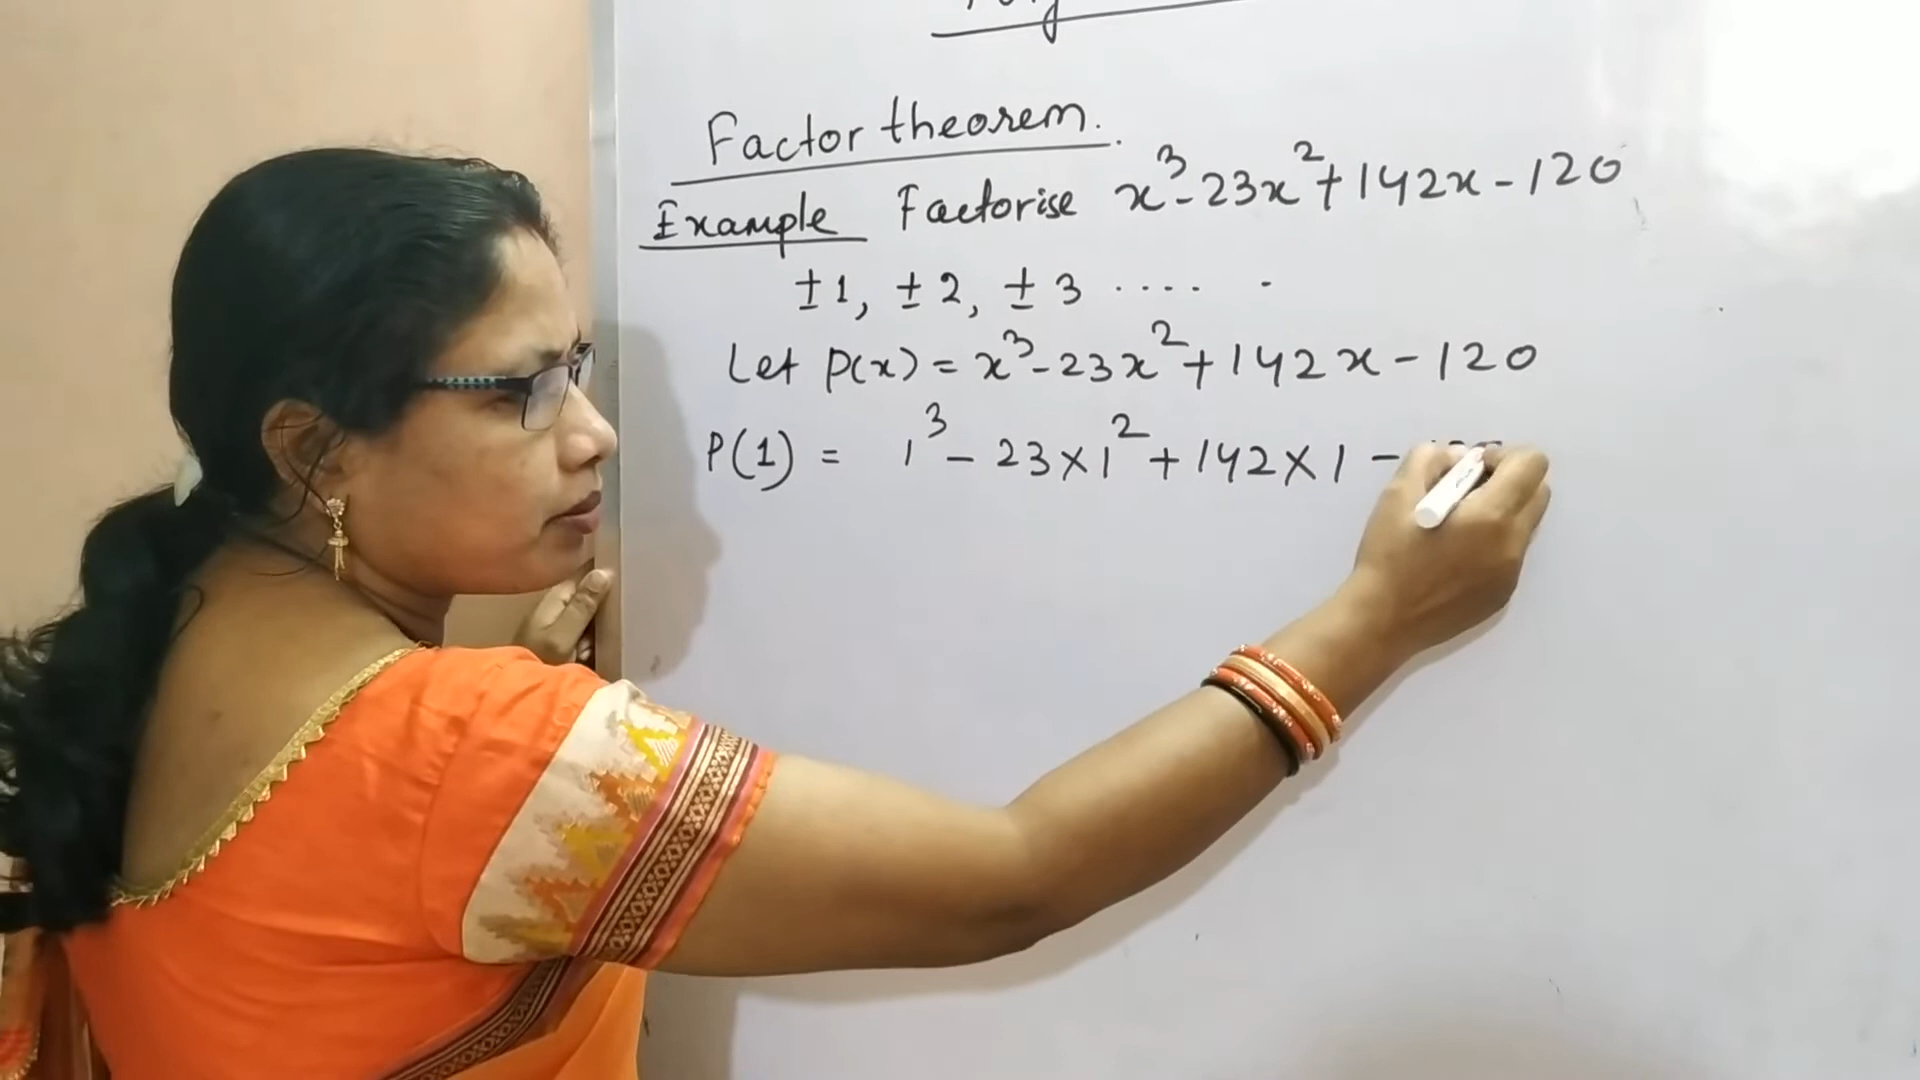 Factor theorem.
Example Factorise x³-23x²+142x-120
±1, ±2, ±3 ..... .
Let p(x) = x³-23x²+142x-120
P(1) = 1³ - 23×1² + 142×1 -